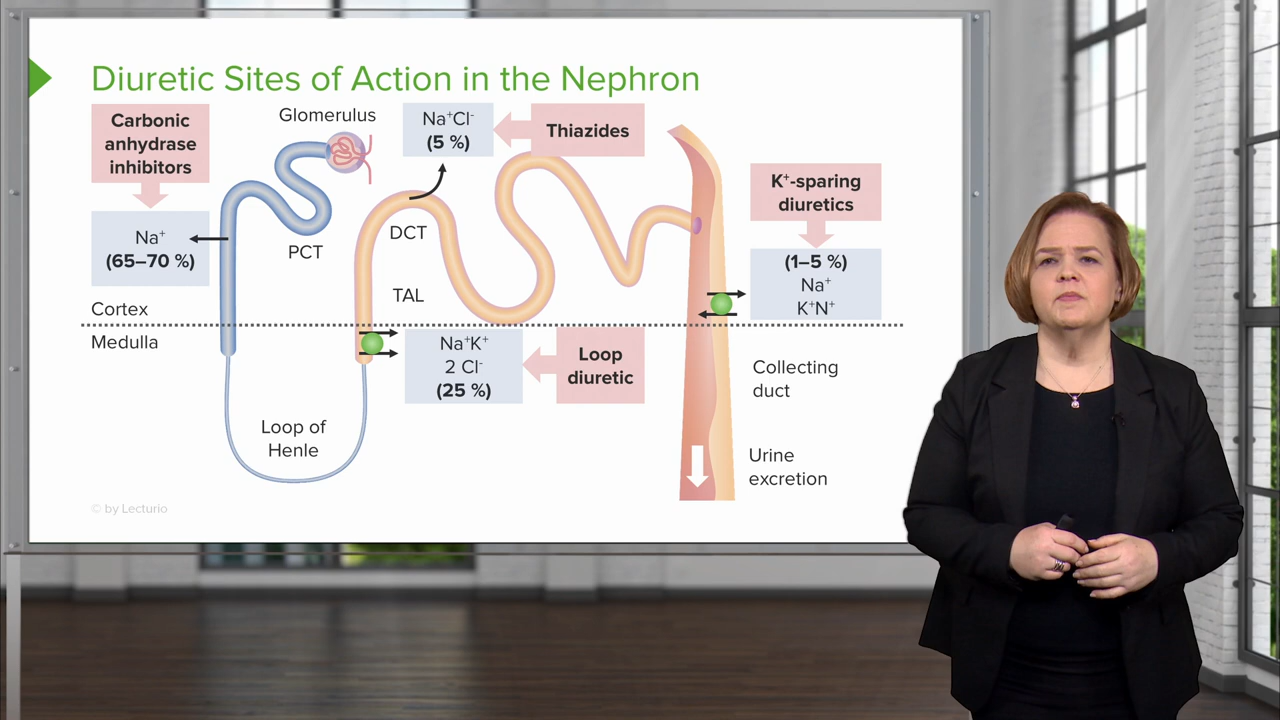 Diuretic Sites of Action in the Nephron
Carbonic
anhydrase
inhibitors
Glomerulus
Na⁺Cl⁻
(5 %)
Thiazides
K⁺-sparing
diuretics
Na⁺
(65–70 %)
PCT
DCT
(1–5 %)
Na⁺
K⁺N⁺
TAL
Cortex
Medulla
Na⁺K⁺
2 Cl⁻
(25 %)
Loop
diuretic
Collecting
duct
Loop of
Henle
Urine
excretion
© by Lecturio